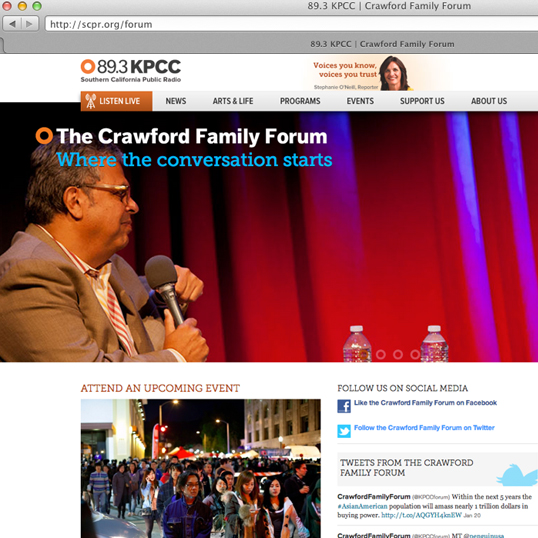 89.3 KPCC | Crawford Family Forum
http://scpr.org/forum
89.3 KPCC | Crawford Family Forum
89.3 KPCC
Southern California Public Radio
Voices you know,
voices you trust
Stephanie O'Neill, Reporter
LISTEN LIVE NEWS ARTS & LIFE PROGRAMS EVENTS SUPPORT US ABOUT US
The Crawford Family Forum
Where the conversation starts
ATTEND AN UPCOMING EVENT
FOLLOW US ON SOCIAL MEDIA
Like the Crawford Family Forum on Facebook
Follow the Crawford Family Forum on Twitter
TWEETS FROM THE CRAWFORD
FAMILY FORUM
CrawfordFamilyForum (@KPCCforum) Within the next 5 years the
#AsianAmerican population will amass nearly 1 trillion dollars in
buying power. http://t.co/AQGYH4knEW Jan 20
CrawfordFamilyForum (@KPCCforum) MT @penguinusa